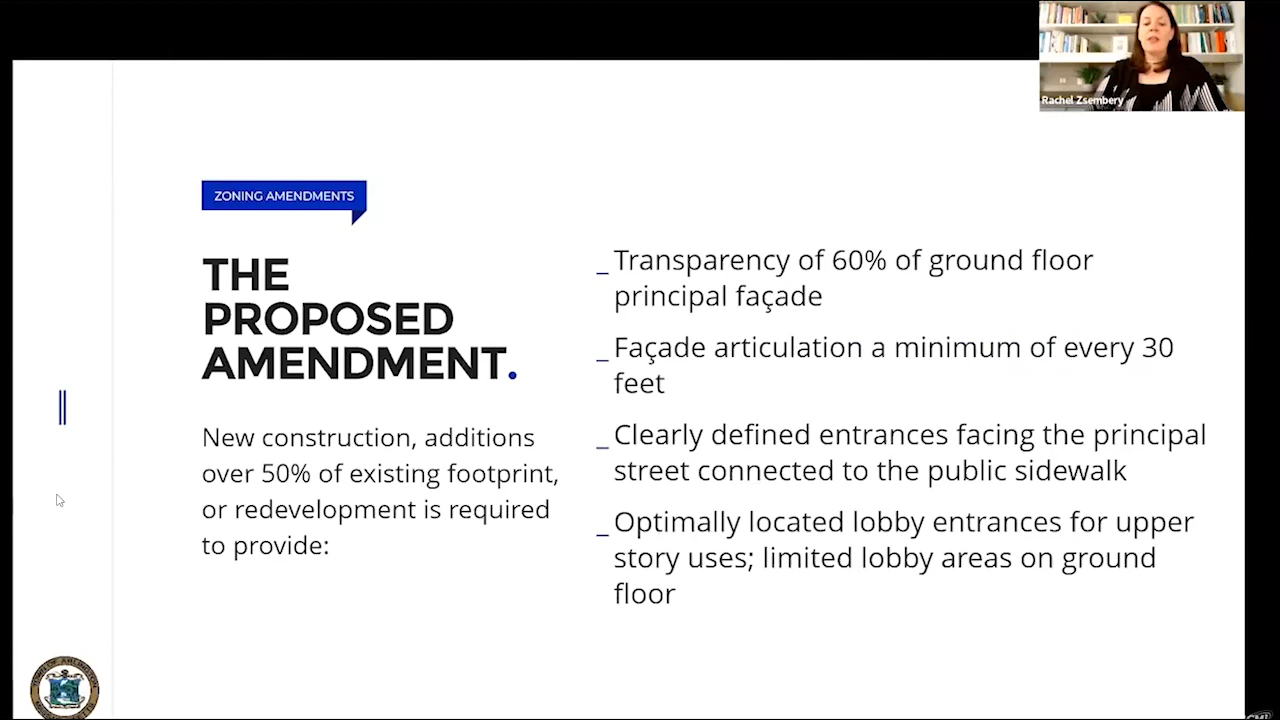 Rachel Zsembery
ZONING AMENDMENTS
THE
PROPOSED
AMENDMENT.
New construction, additions
over 50% of existing footprint,
or redevelopment is required
to provide:
_ Transparency of 60% of ground floor
principal façade
_ Façade articulation a minimum of every 30
feet
_ Clearly defined entrances facing the principal
street connected to the public sidewalk
_ Optimally located lobby entrances for upper
story uses; limited lobby areas on ground
floor
TOWN OF ARLINGTON